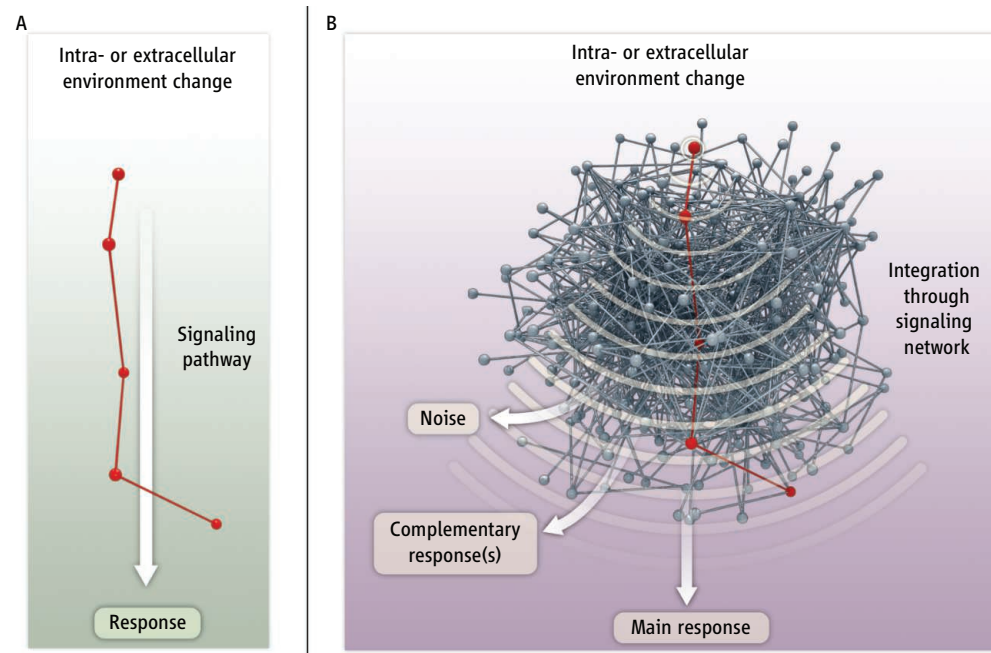 A
Intra- or extracellular
environment change
Signaling
pathway
Response
B
Intra- or extracellular
environment change
Integration
through
signaling
network
Noise
Complementary
response(s)
Main response